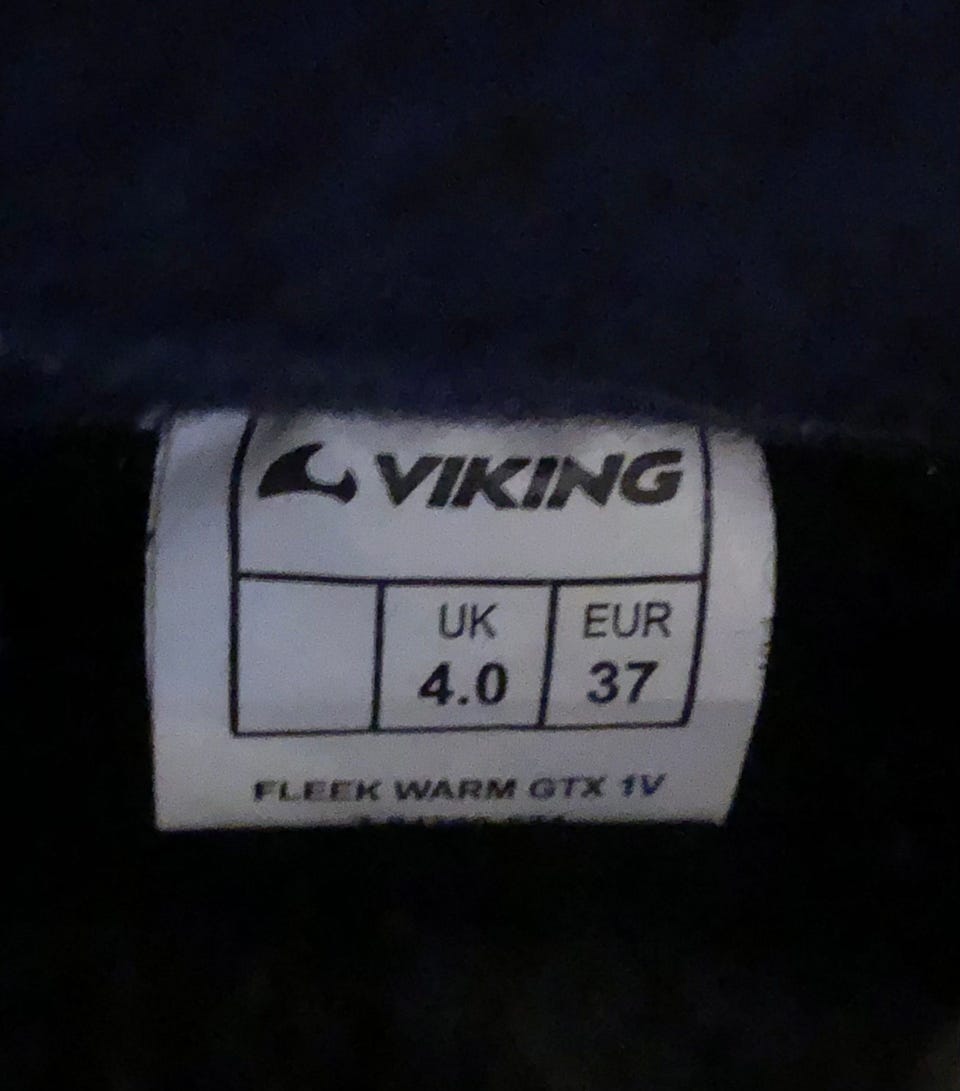 VIKING
UK EUR
4.0 37
FLEEK WARM GTX 1V